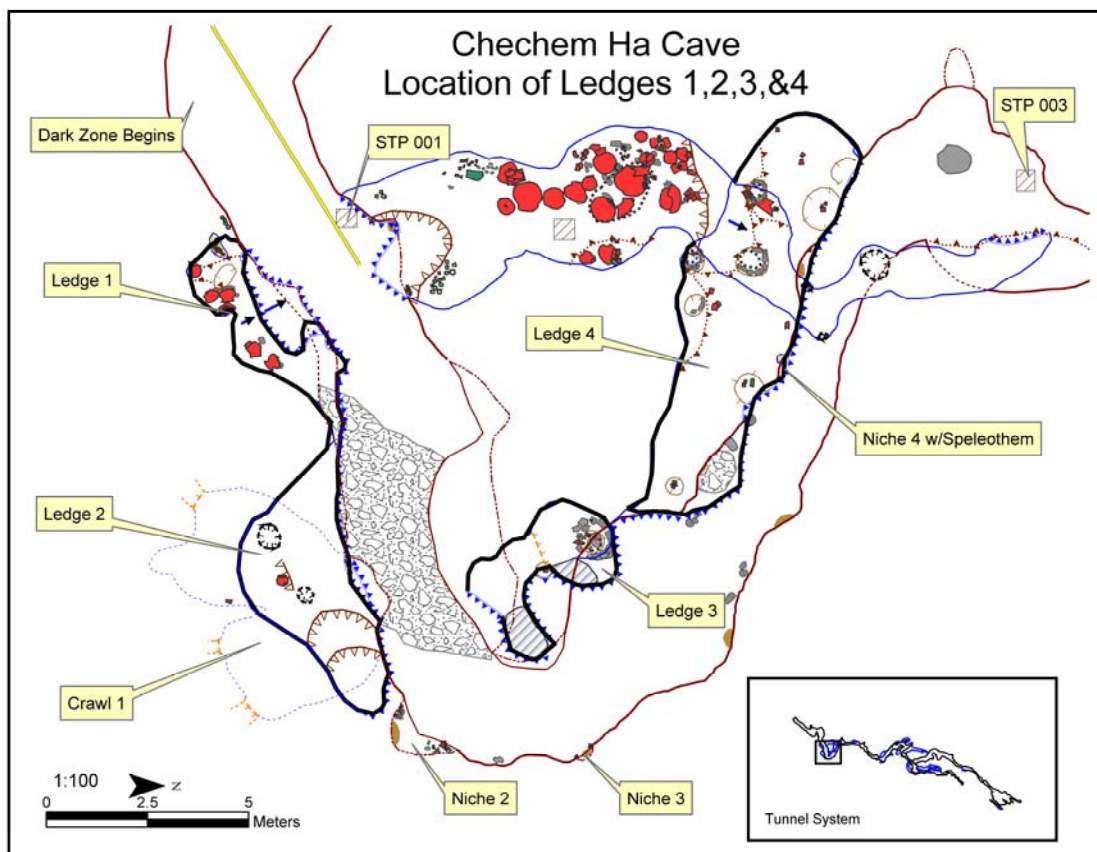 Chechem Ha Cave
Location of Ledges 1,2,3,&4
Dark Zone Begins
STP 001
STP 003
Ledge 1
Ledge 4
Niche 4 w/Speleothem
Ledge 2
Ledge 3
Crawl 1
Niche 2
Niche 3
1:100
N
0 2.5 5
Meters
Tunnel System